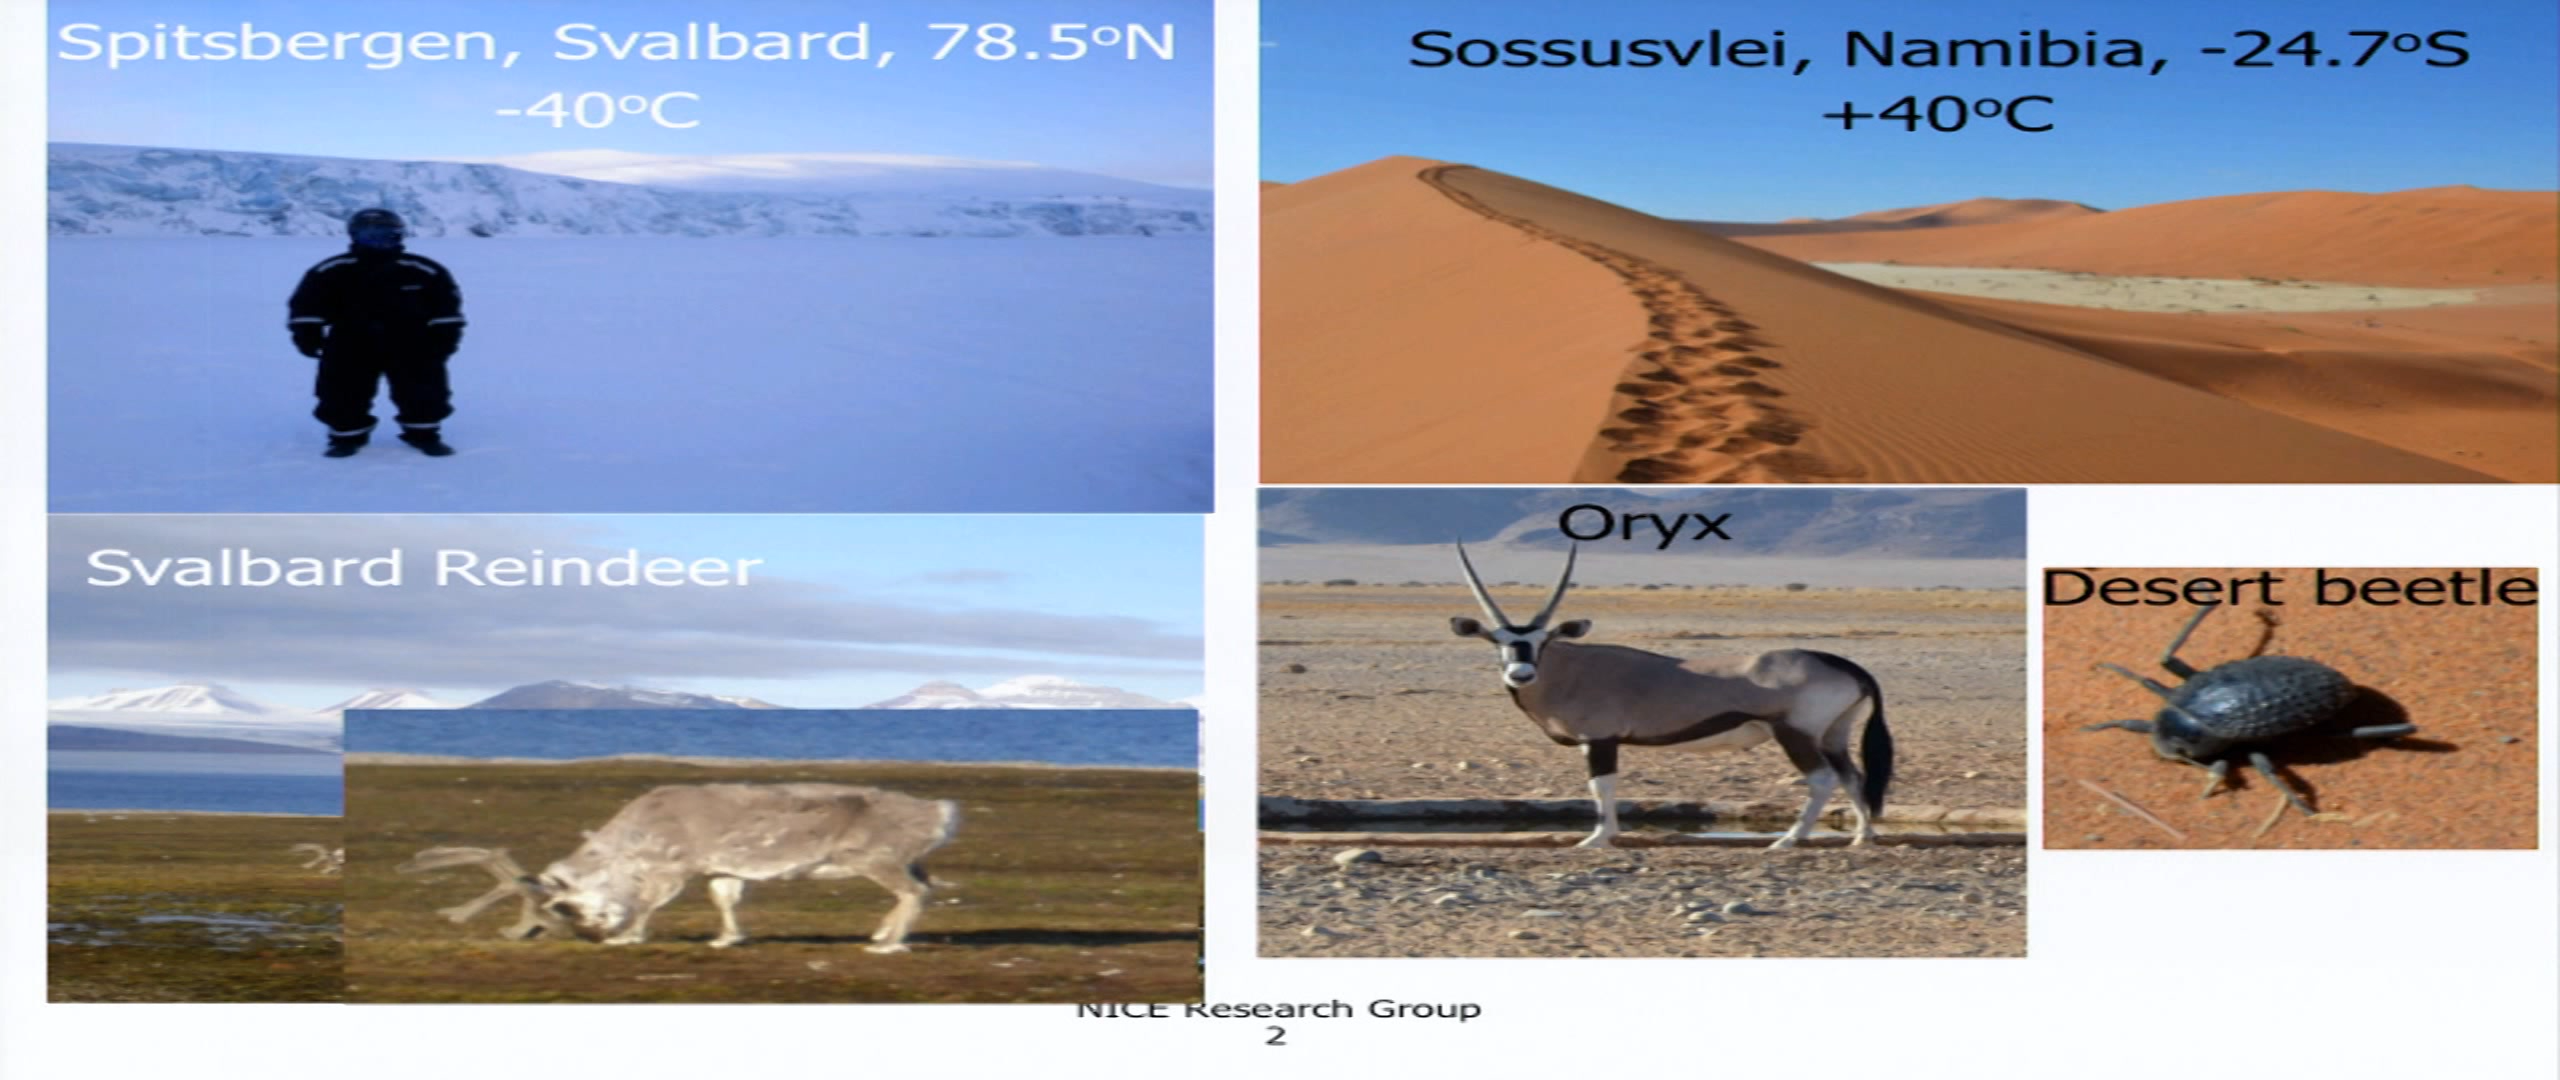 Spitsbergen, Svalbard, 78.5ºN
-40ºC
Sossusvlei, Namibia, -24.7ºS
+40ºC
Svalbard Reindeer
Oryx
Desert beetle
NICE Research Group
2